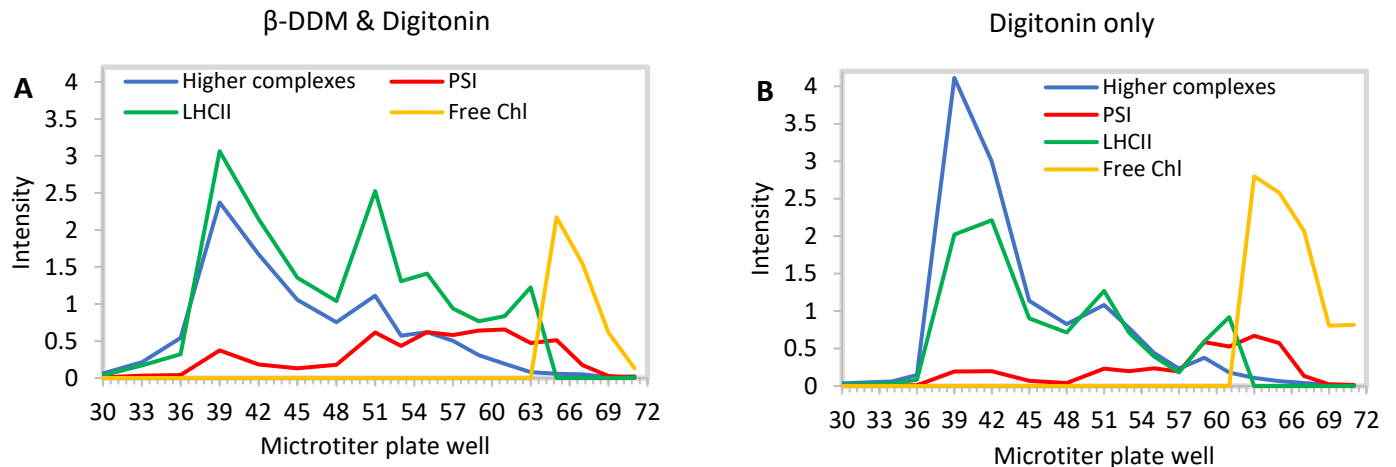 β-DDM & Digitonin
A
Higher complexes
PSI
LHCII
Free Chl
Intensity
4
3.5
3
2.5
2
1.5
1
0.5
0
30 33 36 39 42 45 48 51 54 57 60 63 66 69 72
Mictrotiter plate well
Digitonin only
B
Higher complexes
PSI
LHCII
Free Chl
Intensity
4
3.5
3
2.5
2
1.5
1
0.5
0
30 33 36 39 42 45 48 51 54 57 60 63 66 69 72
Microtiter plate well